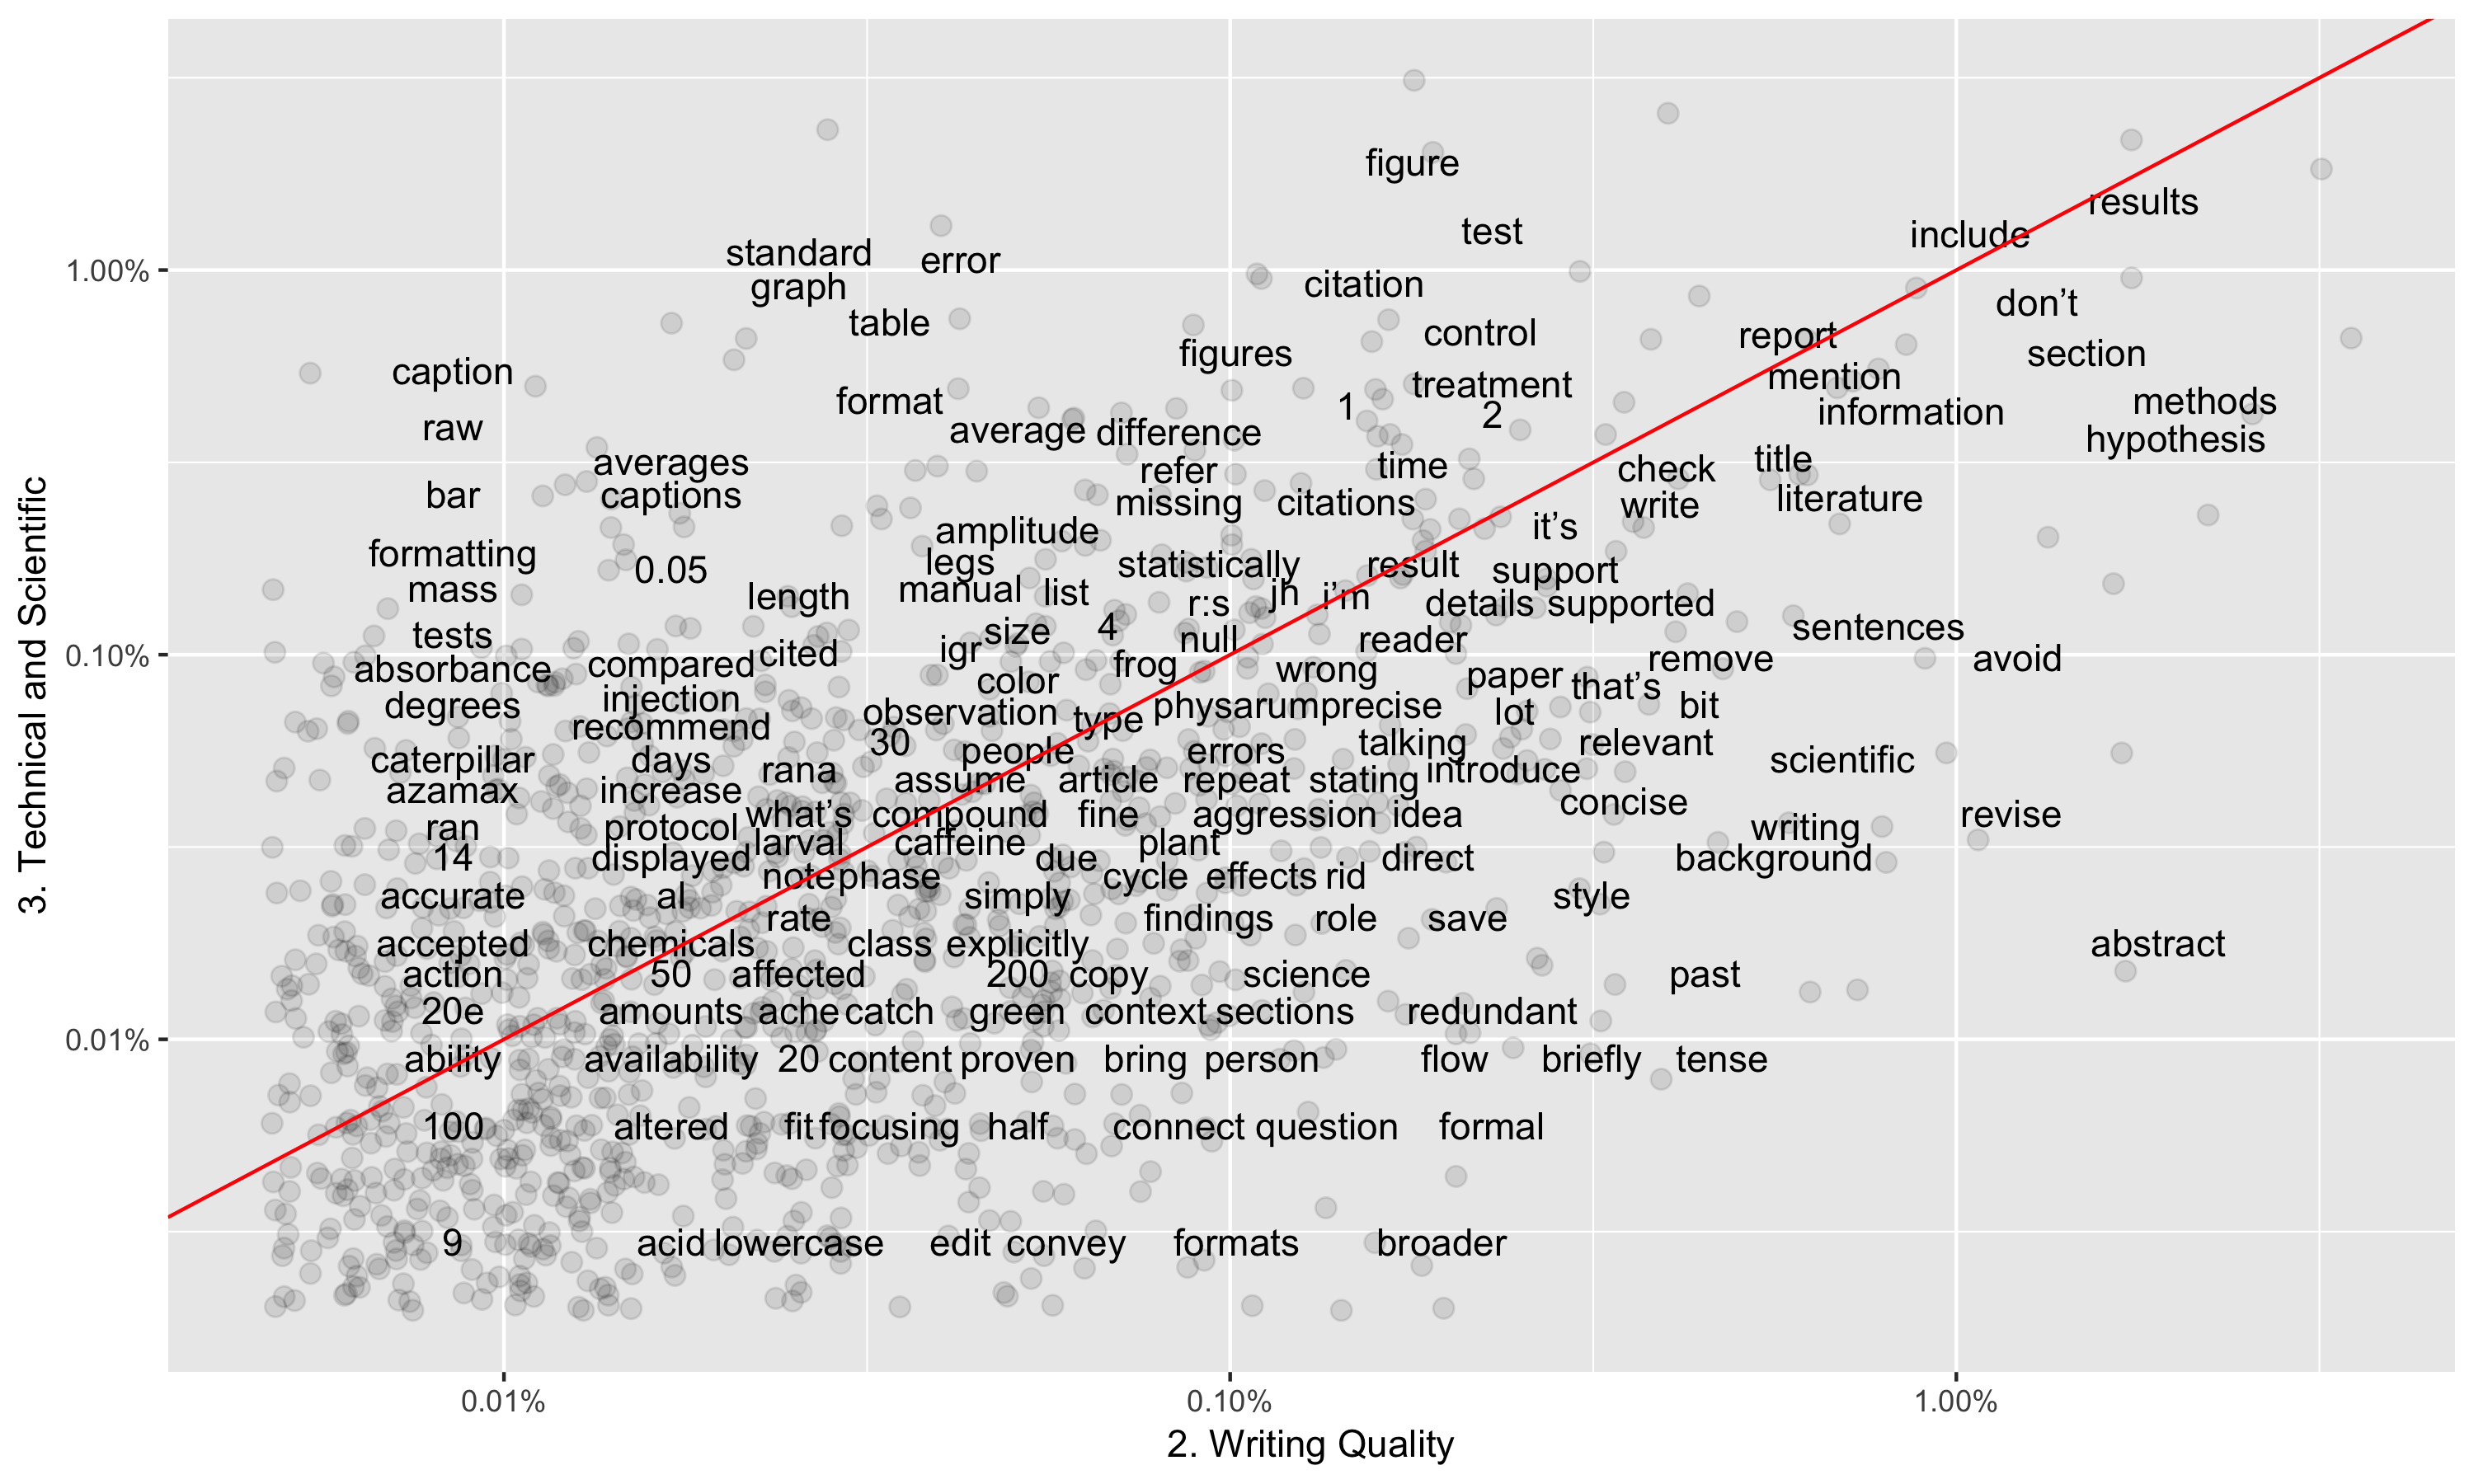 figure
test
results
include
standard
error
graph
citation
don’t
table
control
report
figures
section
caption
mention
treatment
format
1
2
information
methods
raw
average
difference
hypothesis
averages
refer
time
check
title
bar
captions
missing
citations
write
literature
amplitude
it’s
formatting
legs
statistically
result
0.05
support
mass
length
manual
list
r:s
jh
i’m
details
supported
tests
size
4
null
reader
sentences
absorbance
compared
cited
igr
frog
wrong
remove
avoid
degrees
injection
color
paper
that’s
recommend
observation
type
physarum
precise
lot
bit
30
people
errors
talking
relevant
caterpillar
days
rana
assume
article
repeat
stating
introduce
scientific
azamax
increase
what’s
compound
fine
aggression
idea
concise
revise
ran
protocol
larval
caffeine
plant
writing
14
displayed
due
direct
background
note
phase
cycle
effects
rid
accurate
al
simply
style
rate
findings
role
save
accepted
chemicals
class
explicitly
abstract
action
50
affected
200
copy
science
past
20e
amounts
ache
catch
green
context
sections
redundant
ability
availability
20
content
proven
bring
person
flow
briefly
tense
100
altered
fit
focusing
half
connect
question
formal
9
acid
lowercase
edit
convey
formats
broader
1.00%
0.10%
0.01%
3. Technical and Scientific
0.01%
0.10%
1.00%
2. Writing Quality